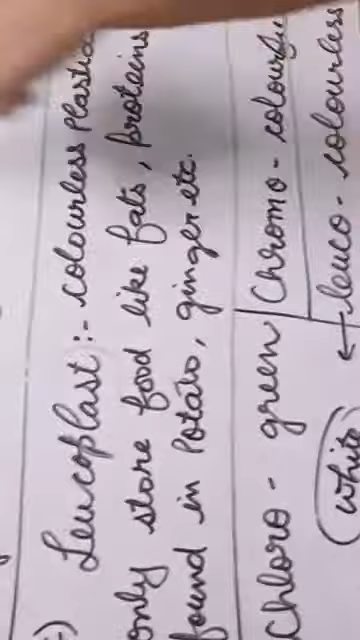 Leucoplast :- colourless Plastid
only store food like fats, proteins
found in Potato, ginger etc.
Chloro - green
Chromo - colourful
leuco - colourless
white